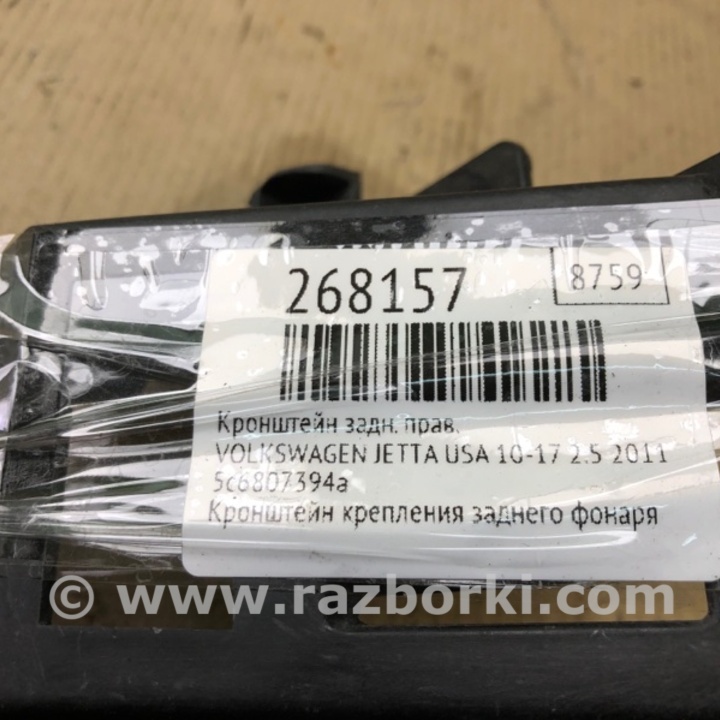 268157
8759
Кронштейн задн. прав.
VOLKSWAGEN JETTA USA 10-17 2.5 2011
5c6807394a
Кронштейн крепления заднего фонаря
© www.razborki.com